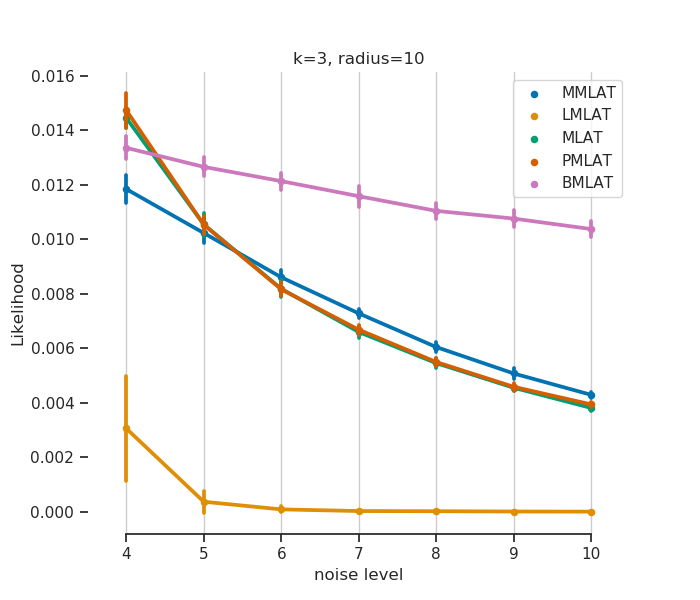 k=3, radius=10
0.016
0.014
0.012
0.010
0.008
0.006
0.004
0.002
0.000
Likelihood
MMLAT
LMLAT
MLAT
PMLAT
BMLAT
4 5 6 7 8 9 10
noise level